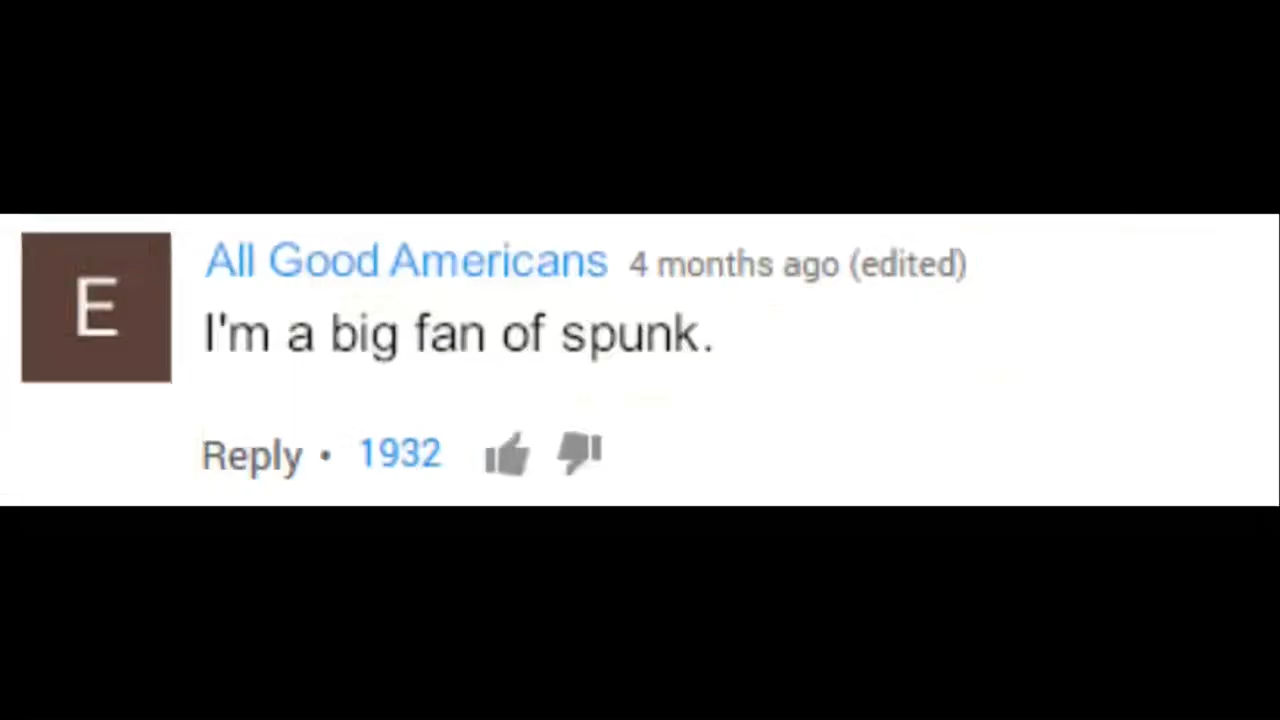 E
All Good Americans 4 months ago (edited)
I'm a big fan of spunk.
Reply • 1932